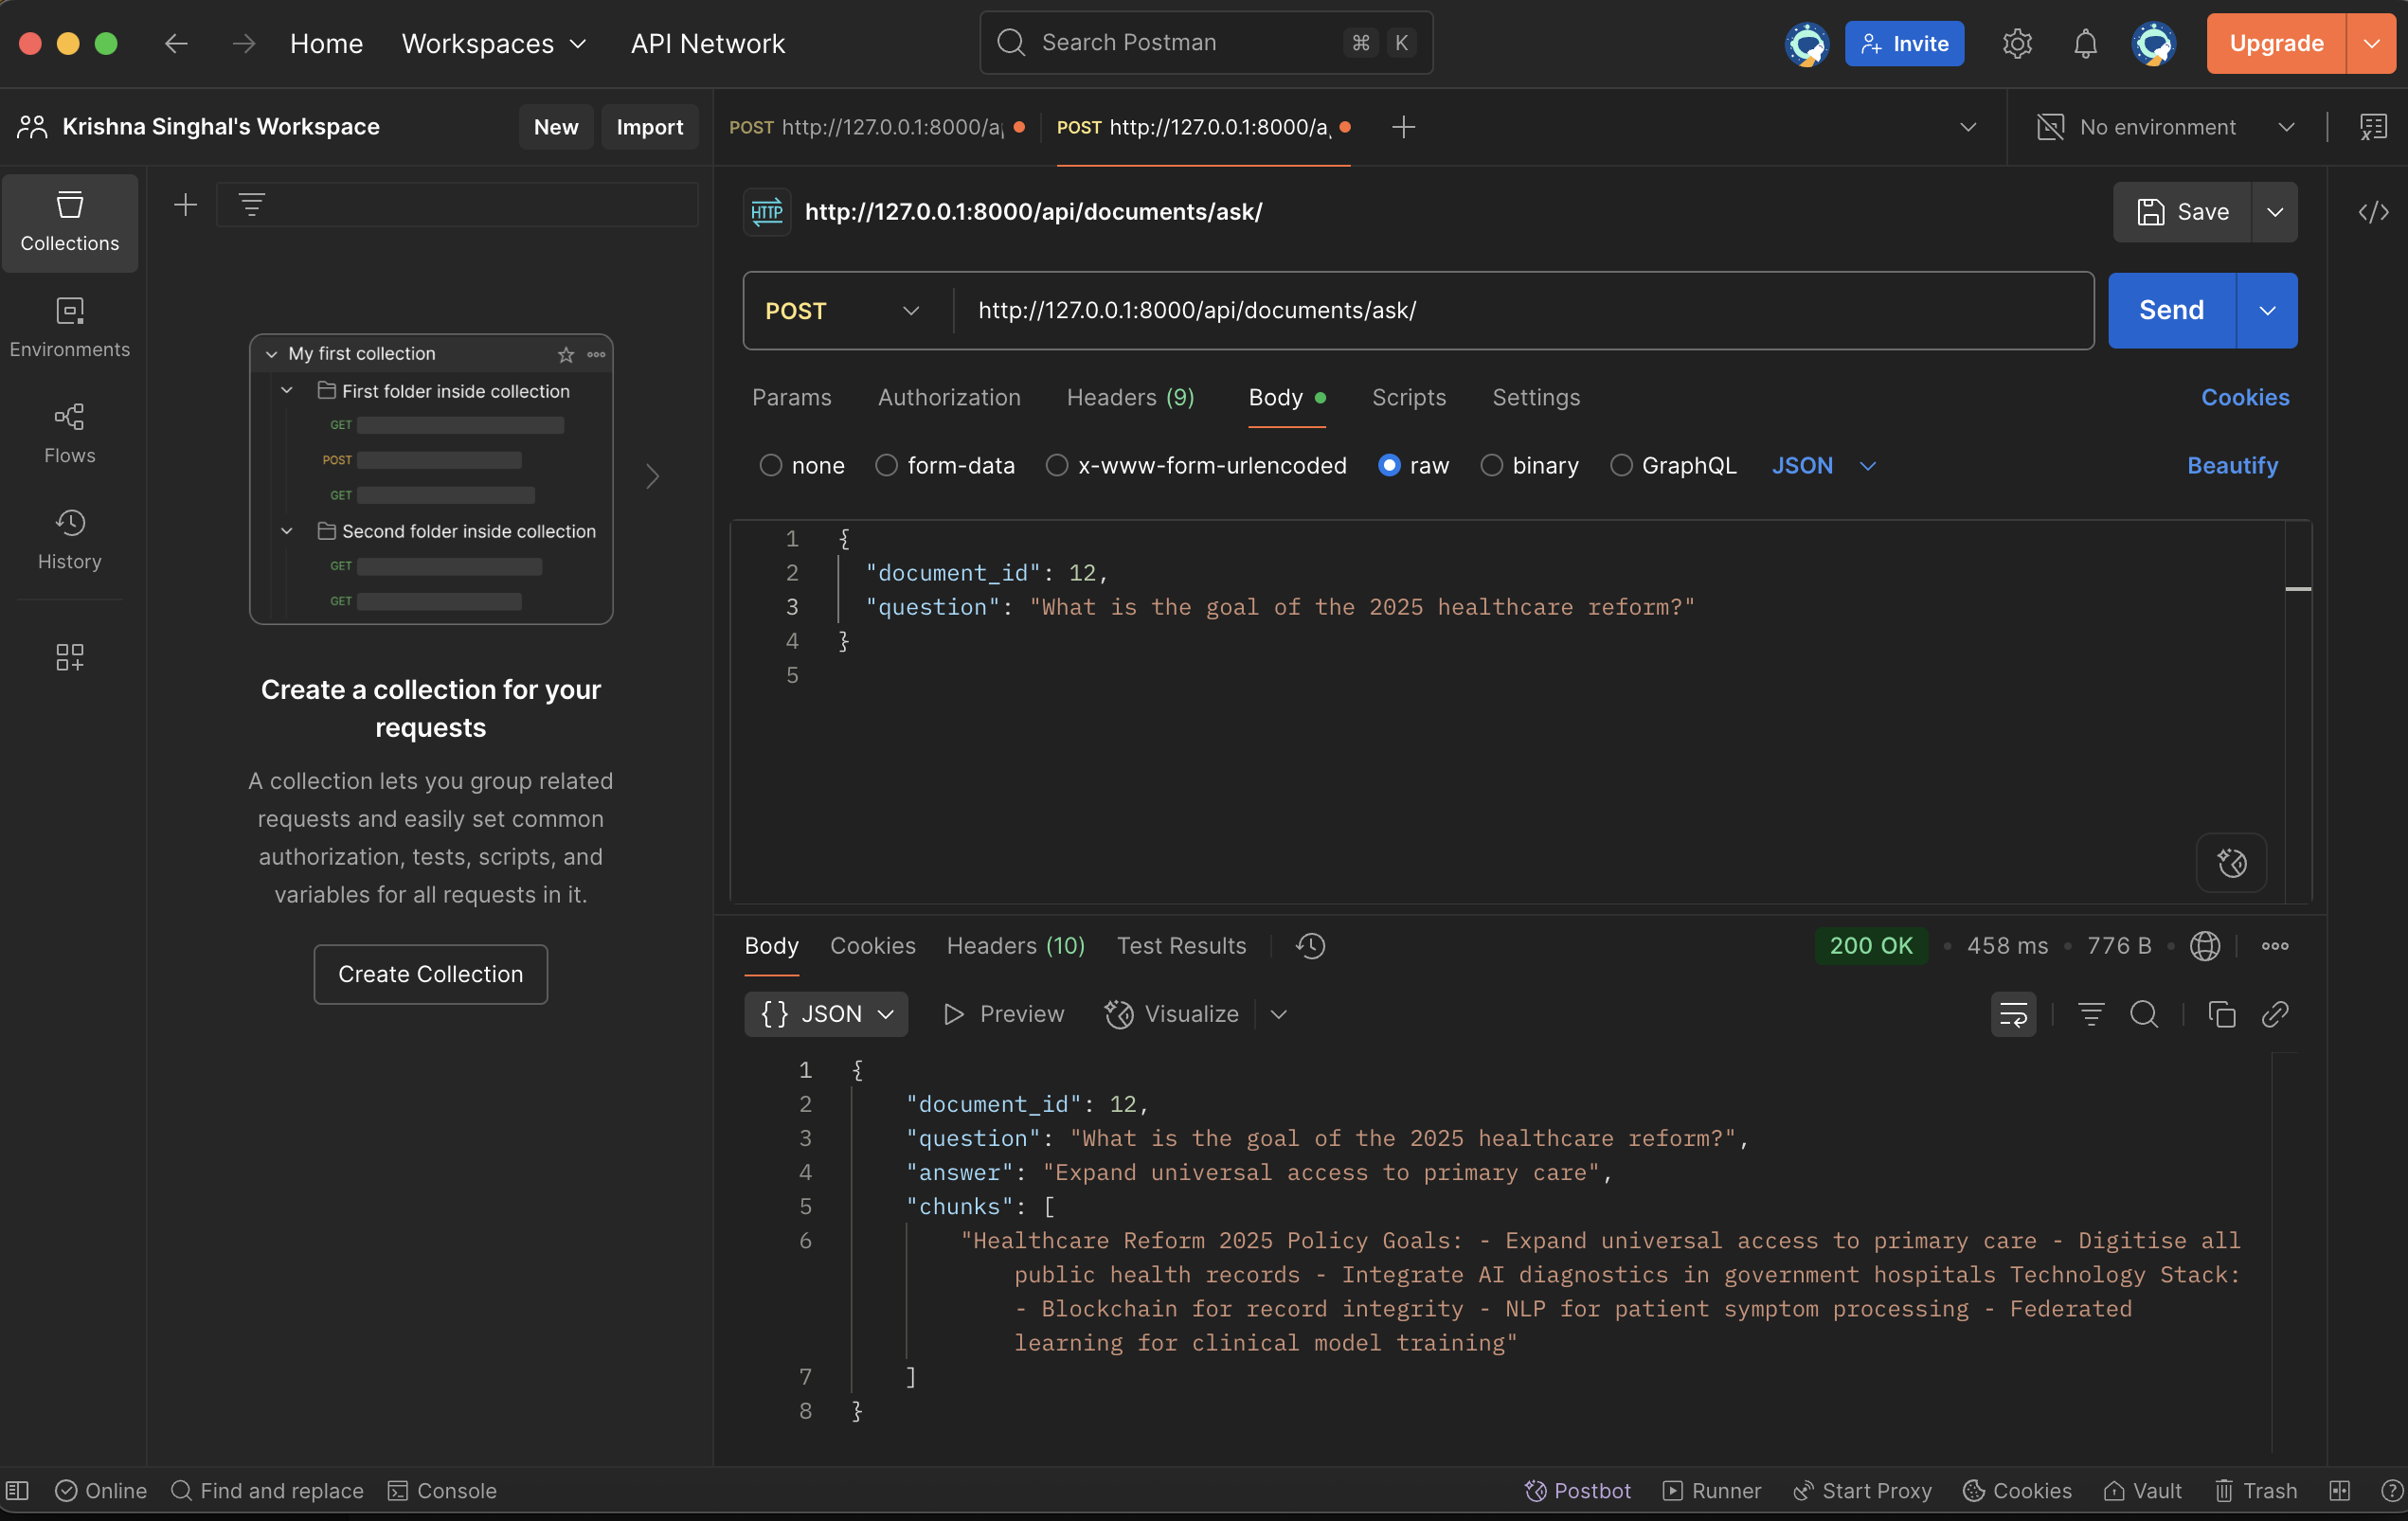 Home
Workspaces
API Network
Search Postman
⌘ K
Invite
Upgrade
Krishna Singhal's Workspace
New
Import
POST http://127.0.0.1:8000/a
POST http://127.0.0.1:8000/a
No environment
Collections
Environments
Flows
History
My first collection
First folder inside collection
GET
POST
GET
Second folder inside collection
GET
GET
Create a collection for your
requests
A collection lets you group related
requests and easily set common
authorization, tests, scripts, and
variables for all requests in it.
Create Collection
HTTP http://127.0.0.1:8000/api/documents/ask/
Save
POST http://127.0.0.1:8000/api/documents/ask/
Send
Params Authorization Headers (9) Body Scripts Settings
Cookies
none form-data x-www-form-urlencoded raw binary GraphQL JSON
Beautify
1 {
2 "document_id": 12,
3 "question": "What is the goal of the 2025 healthcare reform?"
4 }
5
Body Cookies Headers (10) Test Results
200 OK • 458 ms • 776 B
{} JSON Preview Visualize
1 {
2 "document_id": 12,
3 "question": "What is the goal of the 2025 healthcare reform?",
4 "answer": "Expand universal access to primary care",
5 "chunks": [
6 "Healthcare Reform 2025 Policy Goals: - Expand universal access to primary care - Digitise all
public health records - Integrate AI diagnostics in government hospitals Technology Stack:
- Blockchain for record integrity - NLP for patient symptom processing - Federated
learning for clinical model training"
7 ]
8 }
Online
Find and replace
Console
Postbot
Runner
Start Proxy
Cookies
Vault
Trash